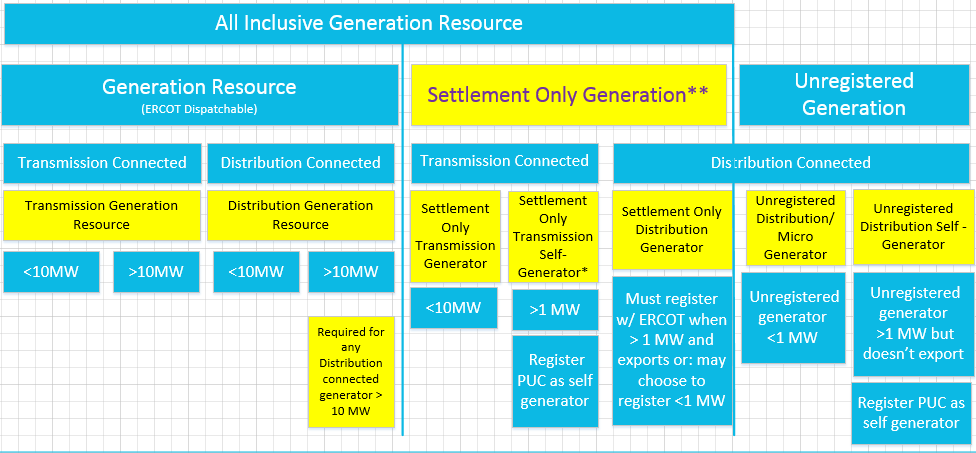 All Inclusive Generation Resource
Generation Resource
(ERCOT Dispatchable)
Settlement Only Generation**
Unregistered
Generation
Transmission Connected
Distribution Connected
Transmission Connected
Distribution Connected
Transmission Generation
Resource
Distribution Generation
Resource
Settlement
Only
Transmission
Generator
Settlement
Only
Transmission
Self-
Generator*
Settlement Only
Distribution
Generator
Unregistered
Distribution/
Micro
Generator
Unregistered
Distribution Self -
Generator
<10MW
>10MW
<10MW
>10MW
<10MW
>1 MW
Must register
w/ ERCOT when
> 1 MW and
exports or: may
choose to
register <1 MW
Unregistered
generator
<1 MW
Unregistered
generator
>1 MW but
doesn't export
Required for
any
Distribution
connected
generator >
10 MW
Register
PUC as self
generator
Register PUC as
self generator